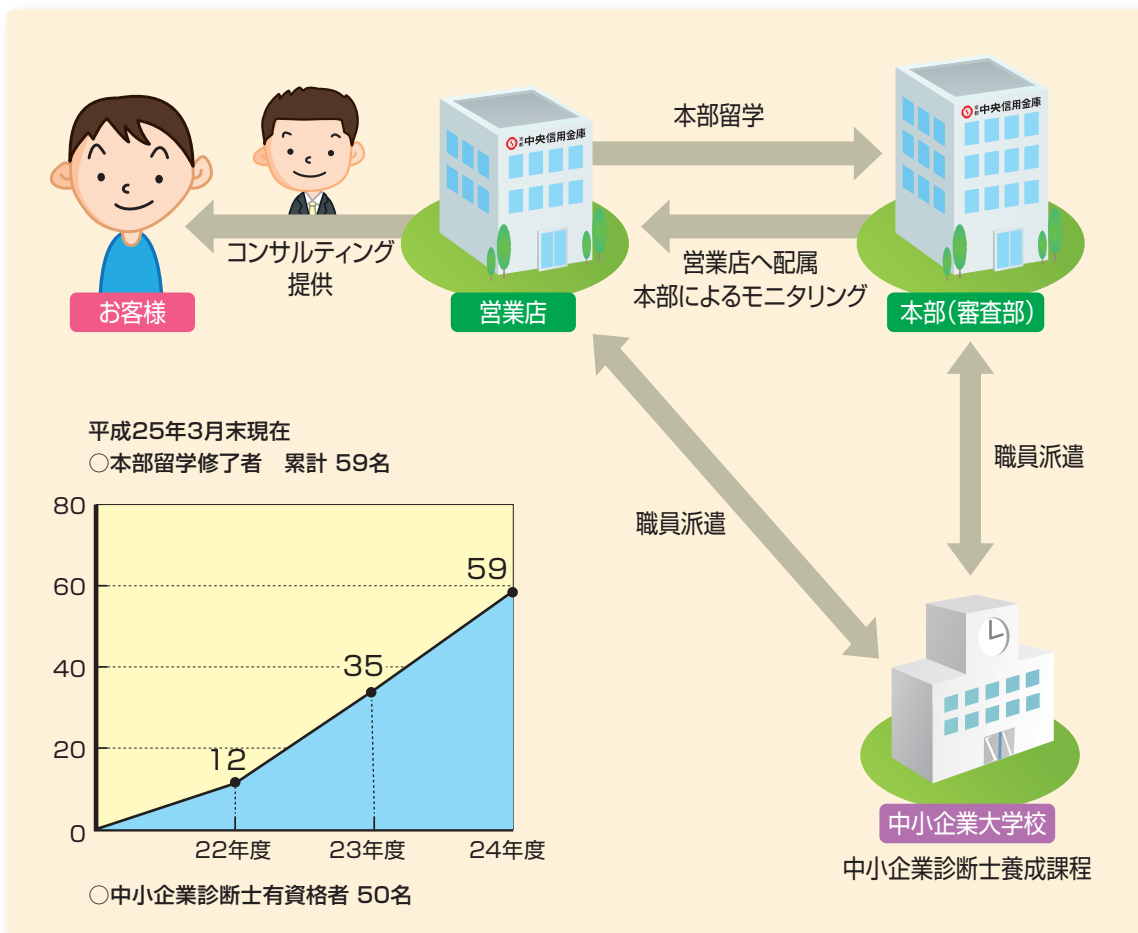 京都中央信用金庫
京都中央信用金庫
本部留学
コンサルティング
提供
営業店へ配属
本部によるモニタリング
お客様
営業店
本部(審査部)
平成25年3月末現在
○本部留学修了者　累計 59名
職員派遣
職員派遣
80
60
40
20
0
12
35
59
22年度
23年度
24年度
○中小企業診断士有資格者 50名
中小企業大学校
中小企業診断士養成課程